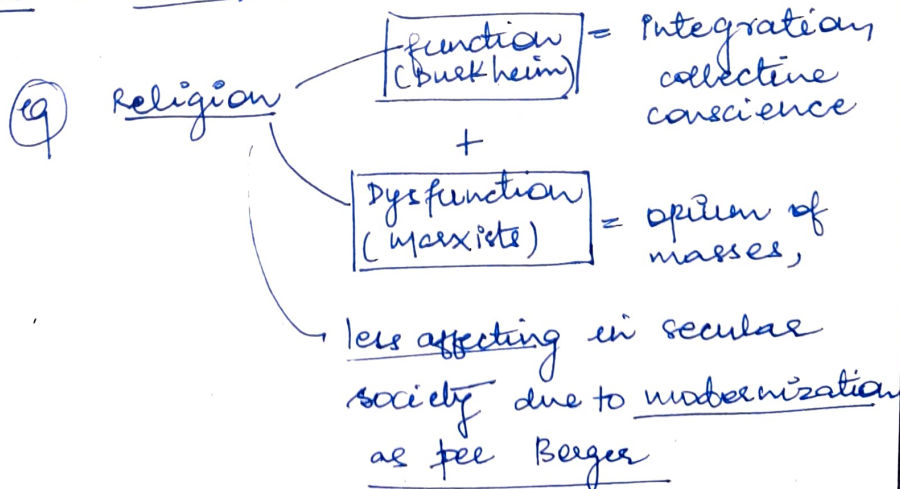 eg Religion
function = integration,
(Durkheim) collective
conscience
+
Dysfunction = opium of
(Marxists) masses,
less affecting in secular
society due to modernization
as per Berger